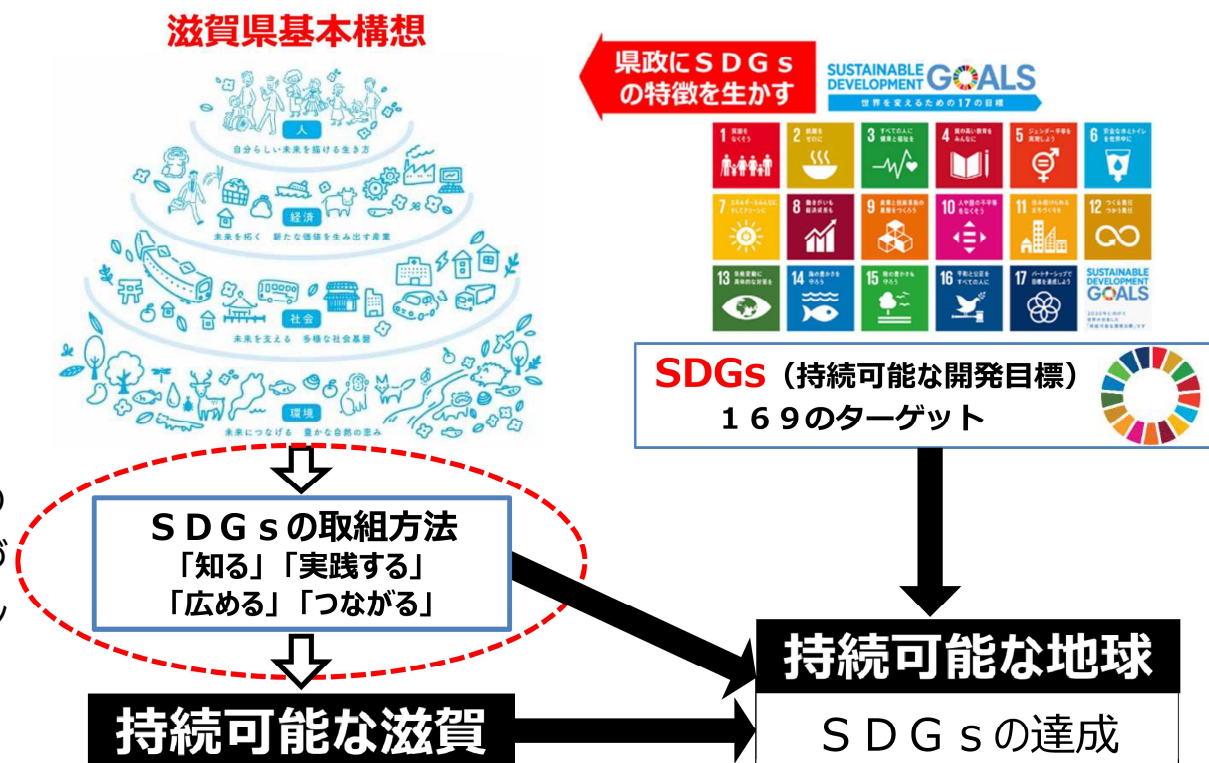 滋賀県基本構想
人
自分らしい未来を描ける生き方
経済
未来を拓く 新たな価値を生み出す産業
社会
未来を支える 多様な社会基盤
環境
未来につなげる 豊かな自然の恵み
県政にＳＤＧｓ
の特徴を生かす
SUSTAINABLE
DEVELOPMENT GOALS
世界を変えるための17の目標
1 貧困を
なくそう
2 飢餓を
ゼロに
3 すべての人に
健康と福祉を
4 質の高い教育を
みんなに
5 ジェンダー平等を
実現しよう
6 安全な水とトイレ
を世界中に
7 エネルギーをみんなに
そしてクリーンに
8 働きがいも
経済成長も
9 産業と技術革新の
基盤をつくろう
10 人や国の不平等
をなくそう
11 住み続けられる
まちづくりを
12 つくる責任
つかう責任
13 気候変動に
具体的な対策を
14 海の豊かさを
守ろう
15 陸の豊かさも
守ろう
16 平和と公正を
すべての人に
17 パートナーシップで
目標を達成しよう
SUSTAINABLE
DEVELOPMENT
GOALS
SDGs（持続可能な開発目標）
１６９のターゲット
ＳＤＧｓの取組方法
「知る」「実践する」
「広める」「つながる」
持続可能な滋賀
持続可能な地球
ＳＤＧｓの達成